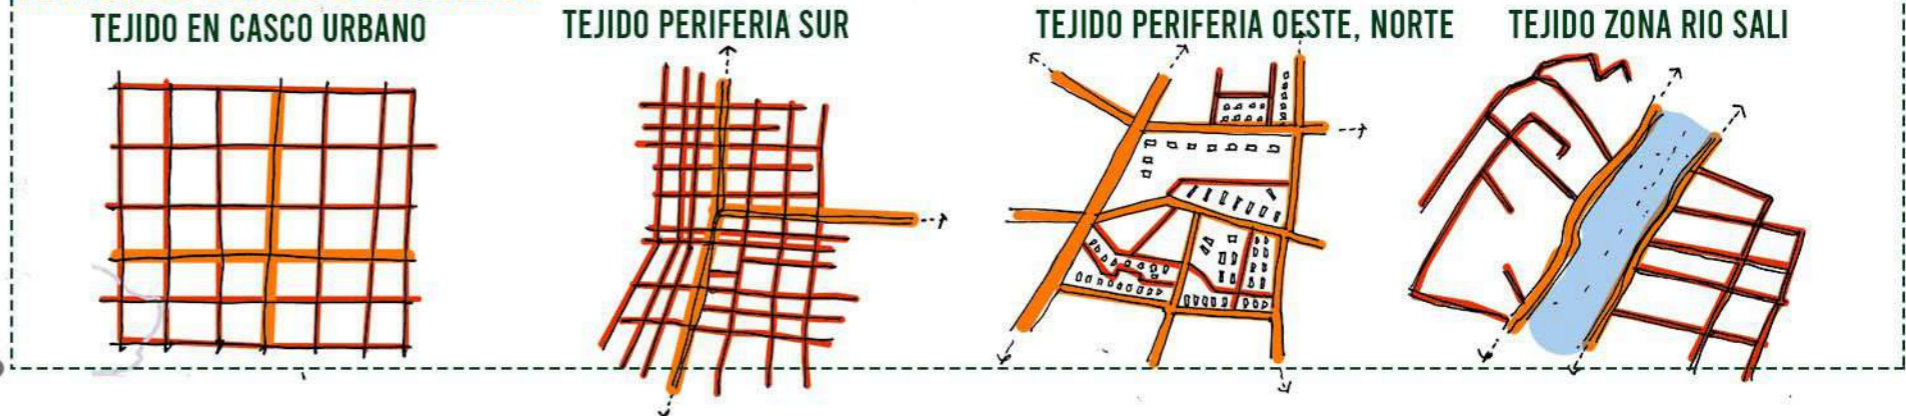 TEJIDO EN CASCO URBANO
TEJIDO PERIFERIA SUR
TEJIDO PERIFERIA OESTE, NORTE
TEJIDO ZONA RIO SALI